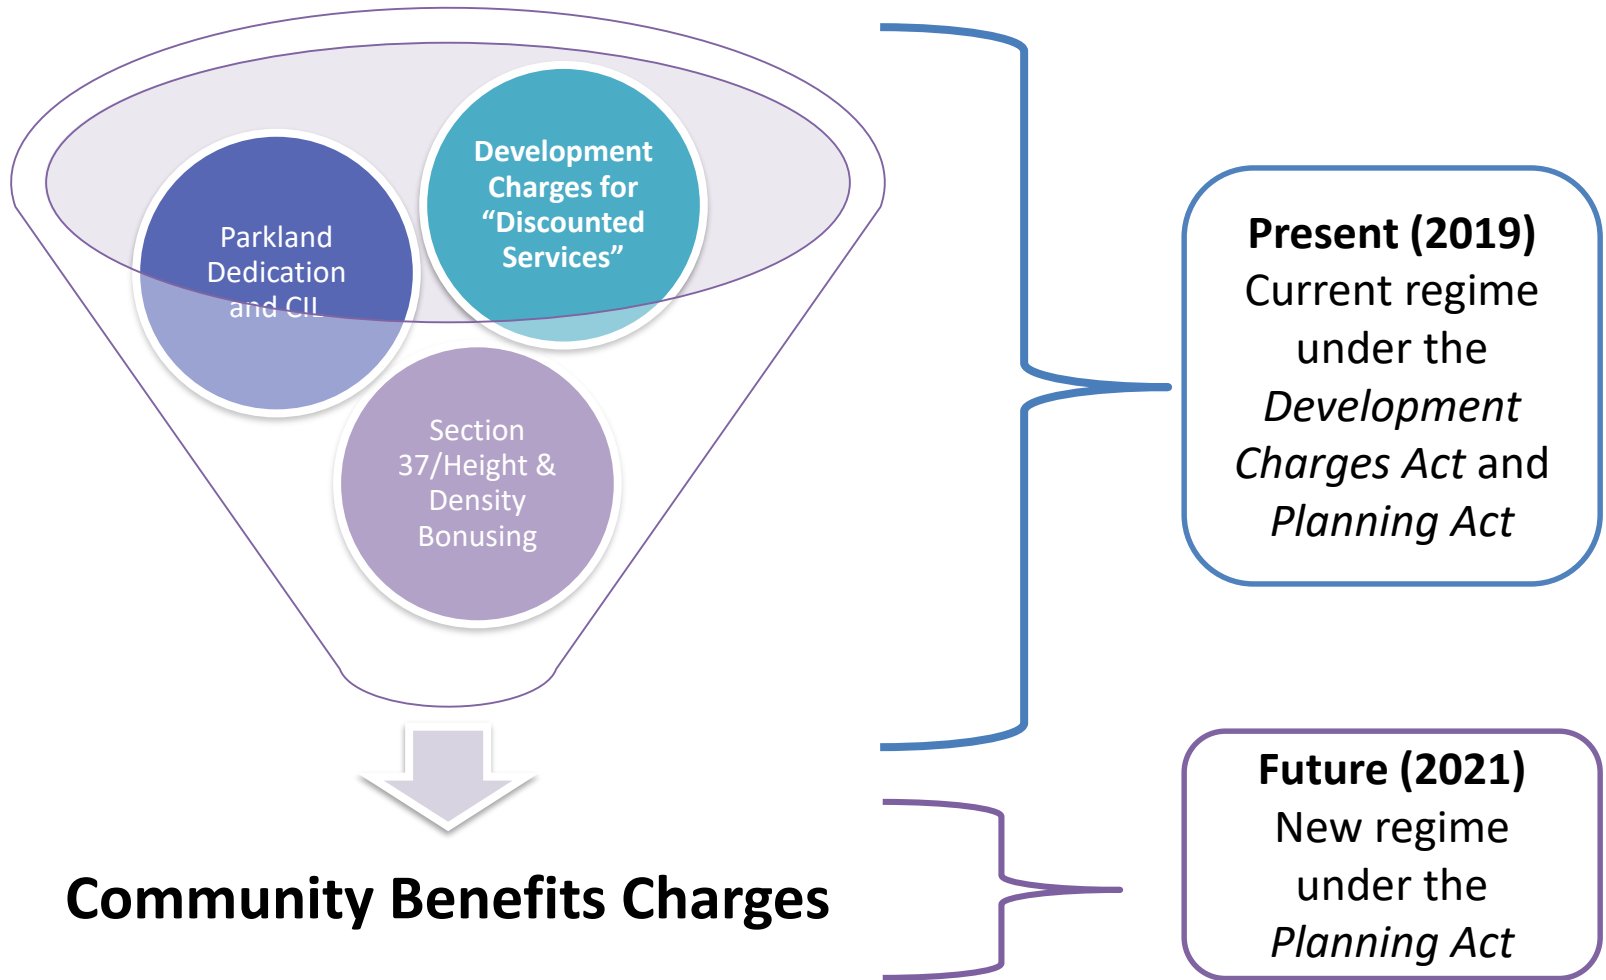 Development
Charges for
“Discounted
Services”
Parkland
Dedication
and CIL
Section
37/Height &
Density
Bonusing
Community Benefits Charges
Present (2019)
Current regime
under the
Development
Charges Act and
Planning Act
Future (2021)
New regime
under the
Planning Act